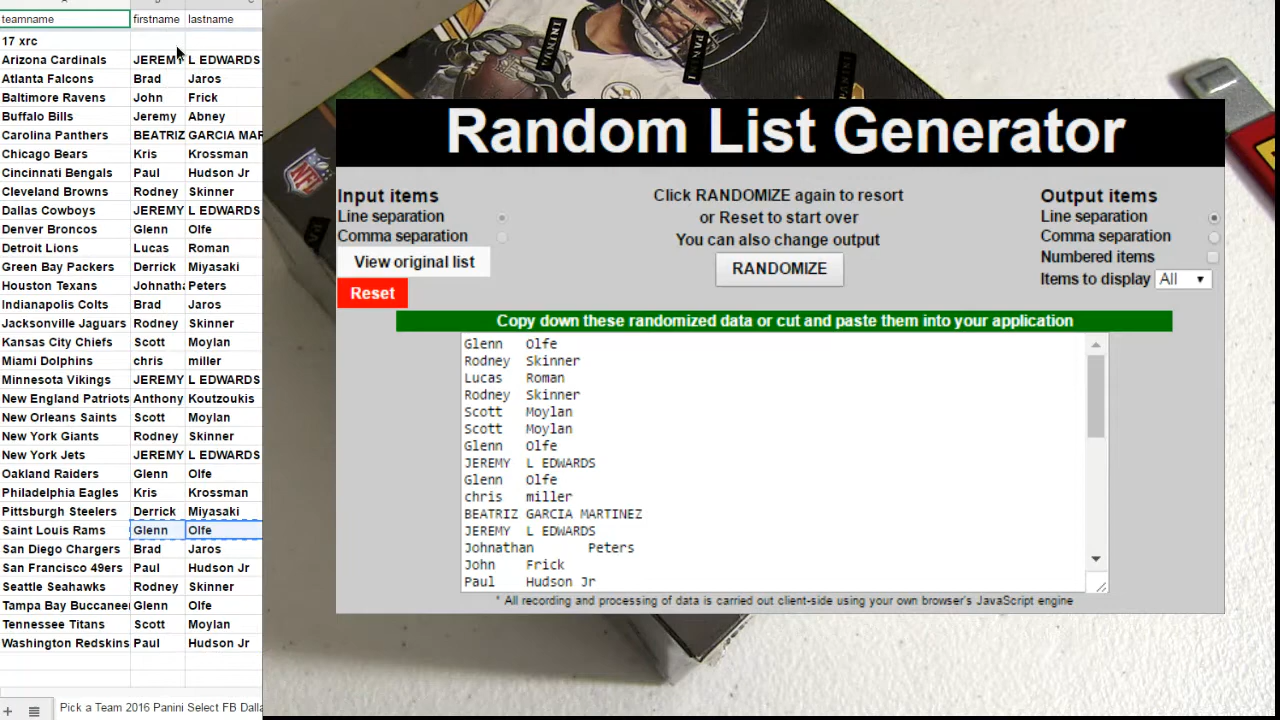 teamname firstname lastname
17 xrc
Arizona Cardinals JEREMY L EDWARDS
Atlanta Falcons Brad Jaros
Baltimore Ravens John Frick
Buffalo Bills Jeremy Abney
Carolina Panthers BEATRIZ GARCIA MAR
Chicago Bears Kris Krossman
Cincinnati Bengals Paul Hudson Jr
Cleveland Browns Rodney Skinner
Dallas Cowboys JEREMY L EDWARDS
Denver Broncos Glenn Olfe
Detroit Lions Lucas Roman
Green Bay Packers Derrick Miyasaki
Houston Texans Johnatha Peters
Indianapolis Colts Brad Jaros
Jacksonville Jaguars Rodney Skinner
Kansas City Chiefs Scott Moylan
Miami Dolphins chris miller
Minnesota Vikings JEREMY L EDWARDS
New England Patriots Anthony Koutzoukis
New Orleans Saints Scott Moylan
New York Giants Rodney Skinner
New York Jets JEREMY L EDWARDS
Oakland Raiders Glenn Olfe
Philadelphia Eagles Kris Krossman
Pittsburgh Steelers Derrick Miyasaki
Saint Louis Rams Glenn Olfe
San Diego Chargers Brad Jaros
San Francisco 49ers Paul Hudson Jr
Seattle Seahawks Rodney Skinner
Tampa Bay Buccaneer Glenn Olfe
Tennessee Titans Scott Moylan
Washington Redskins Paul Hudson Jr
Pick a Team 2016 Panini Select FB Dalla
PANINI
PANINI
PANINI
NFL
Random List Generator
Input items
Line separation
Comma separation
View original list
Reset
Click RANDOMIZE again to resort
or Reset to start over
You can also change output
RANDOMIZE
Output items
Line separation
Comma separation
Numbered items
Items to display All
Copy down these randomized data or cut and paste them into your application
Glenn Olfe
Rodney Skinner
Lucas Roman
Rodney Skinner
Scott Moylan
Scott Moylan
Glenn Olfe
JEREMY L EDWARDS
Glenn Olfe
chris miller
BEATRIZ GARCIA MARTINEZ
JEREMY L EDWARDS
Johnathan Peters
John Frick
Paul Hudson Jr
* All recording and processing of data is carried out client-side using your own browser's JavaScript engine